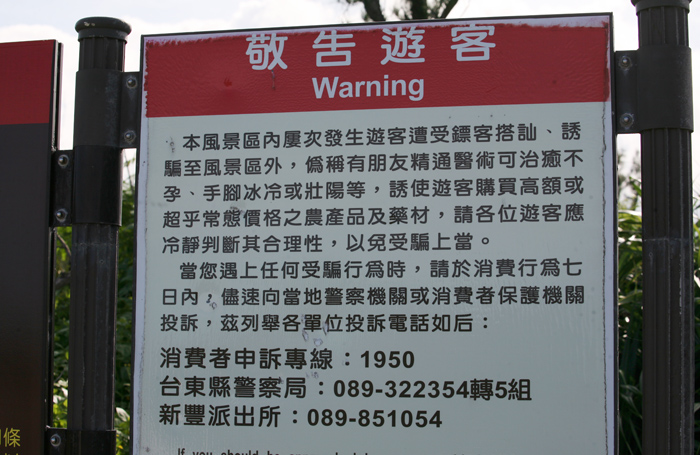 敬告遊客
Warning
本風景區內屢次發生遊客遭受鏢客搭訕、誘
騙至風景區外，偽稱有朋友精通醫術可治癒不
孕、手腳冰冷或壯陽等，誘使遊客購買高額或
超乎常態價格之農產品及藥材，請各位遊客應
冷靜判斷其合理性，以免受騙上當。
當您遇上任何受騙行為時，請於消費行為七
日內，儘速向當地警察機關或消費者保護機關
投訴，茲列舉各單位投訴電話如后：
消費者申訴專線：1950
台東縣警察局：089-322354轉5組
新豐派出所：089-851054
If you should be
條